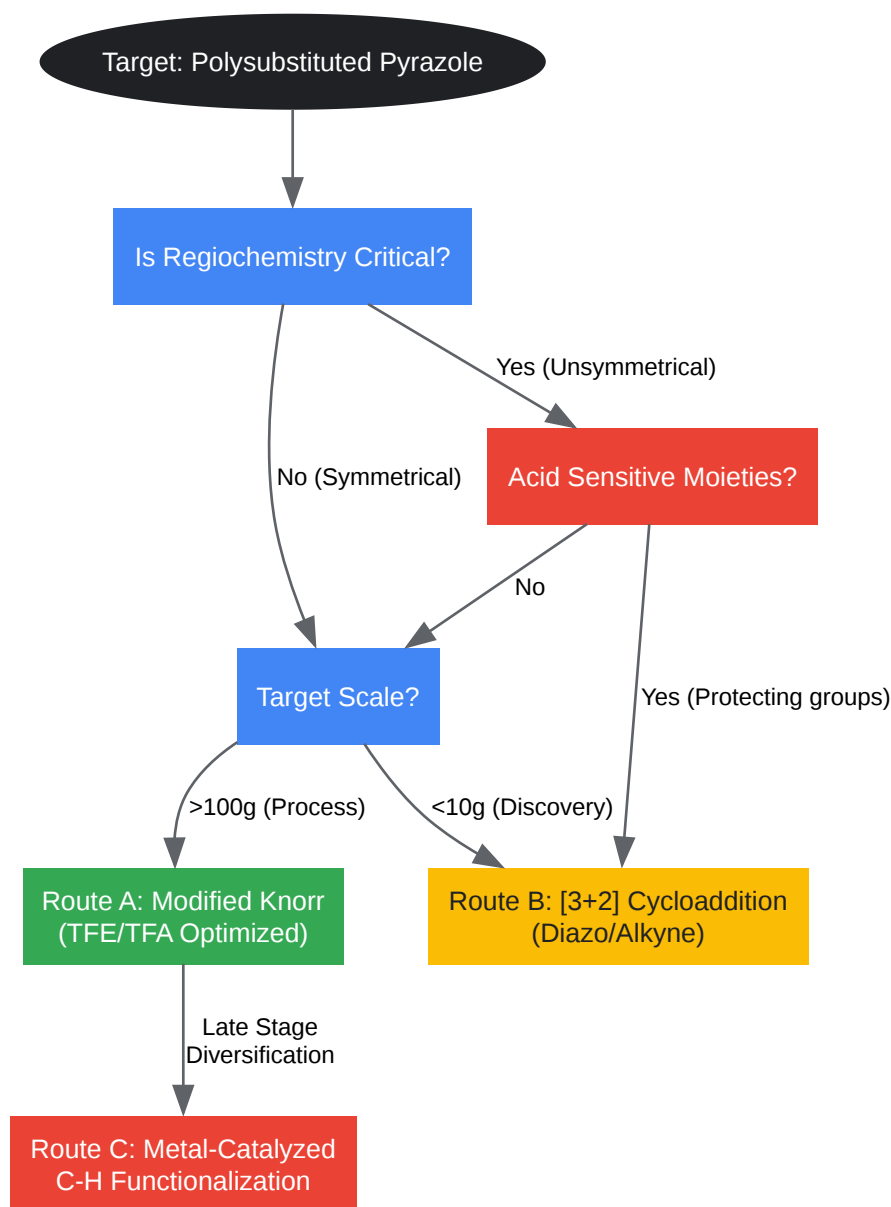 Target: Polysubstituted Pyrazole
Is Regiochemistry Critical?
Yes (Unsymmetrical)
No (Symmetrical)
Acid Sensitive Moieties?
No
Target Scale?
Yes (Protecting groups)
>100g (Process)
<10g (Discovery)
Route A: Modified Knorr
(TFE/TFA Optimized)
Route B: [3+2] Cycloaddition
(Diazo/Alkyne)
Late Stage
Diversification
Route C: Metal-Catalyzed
C-H Functionalization